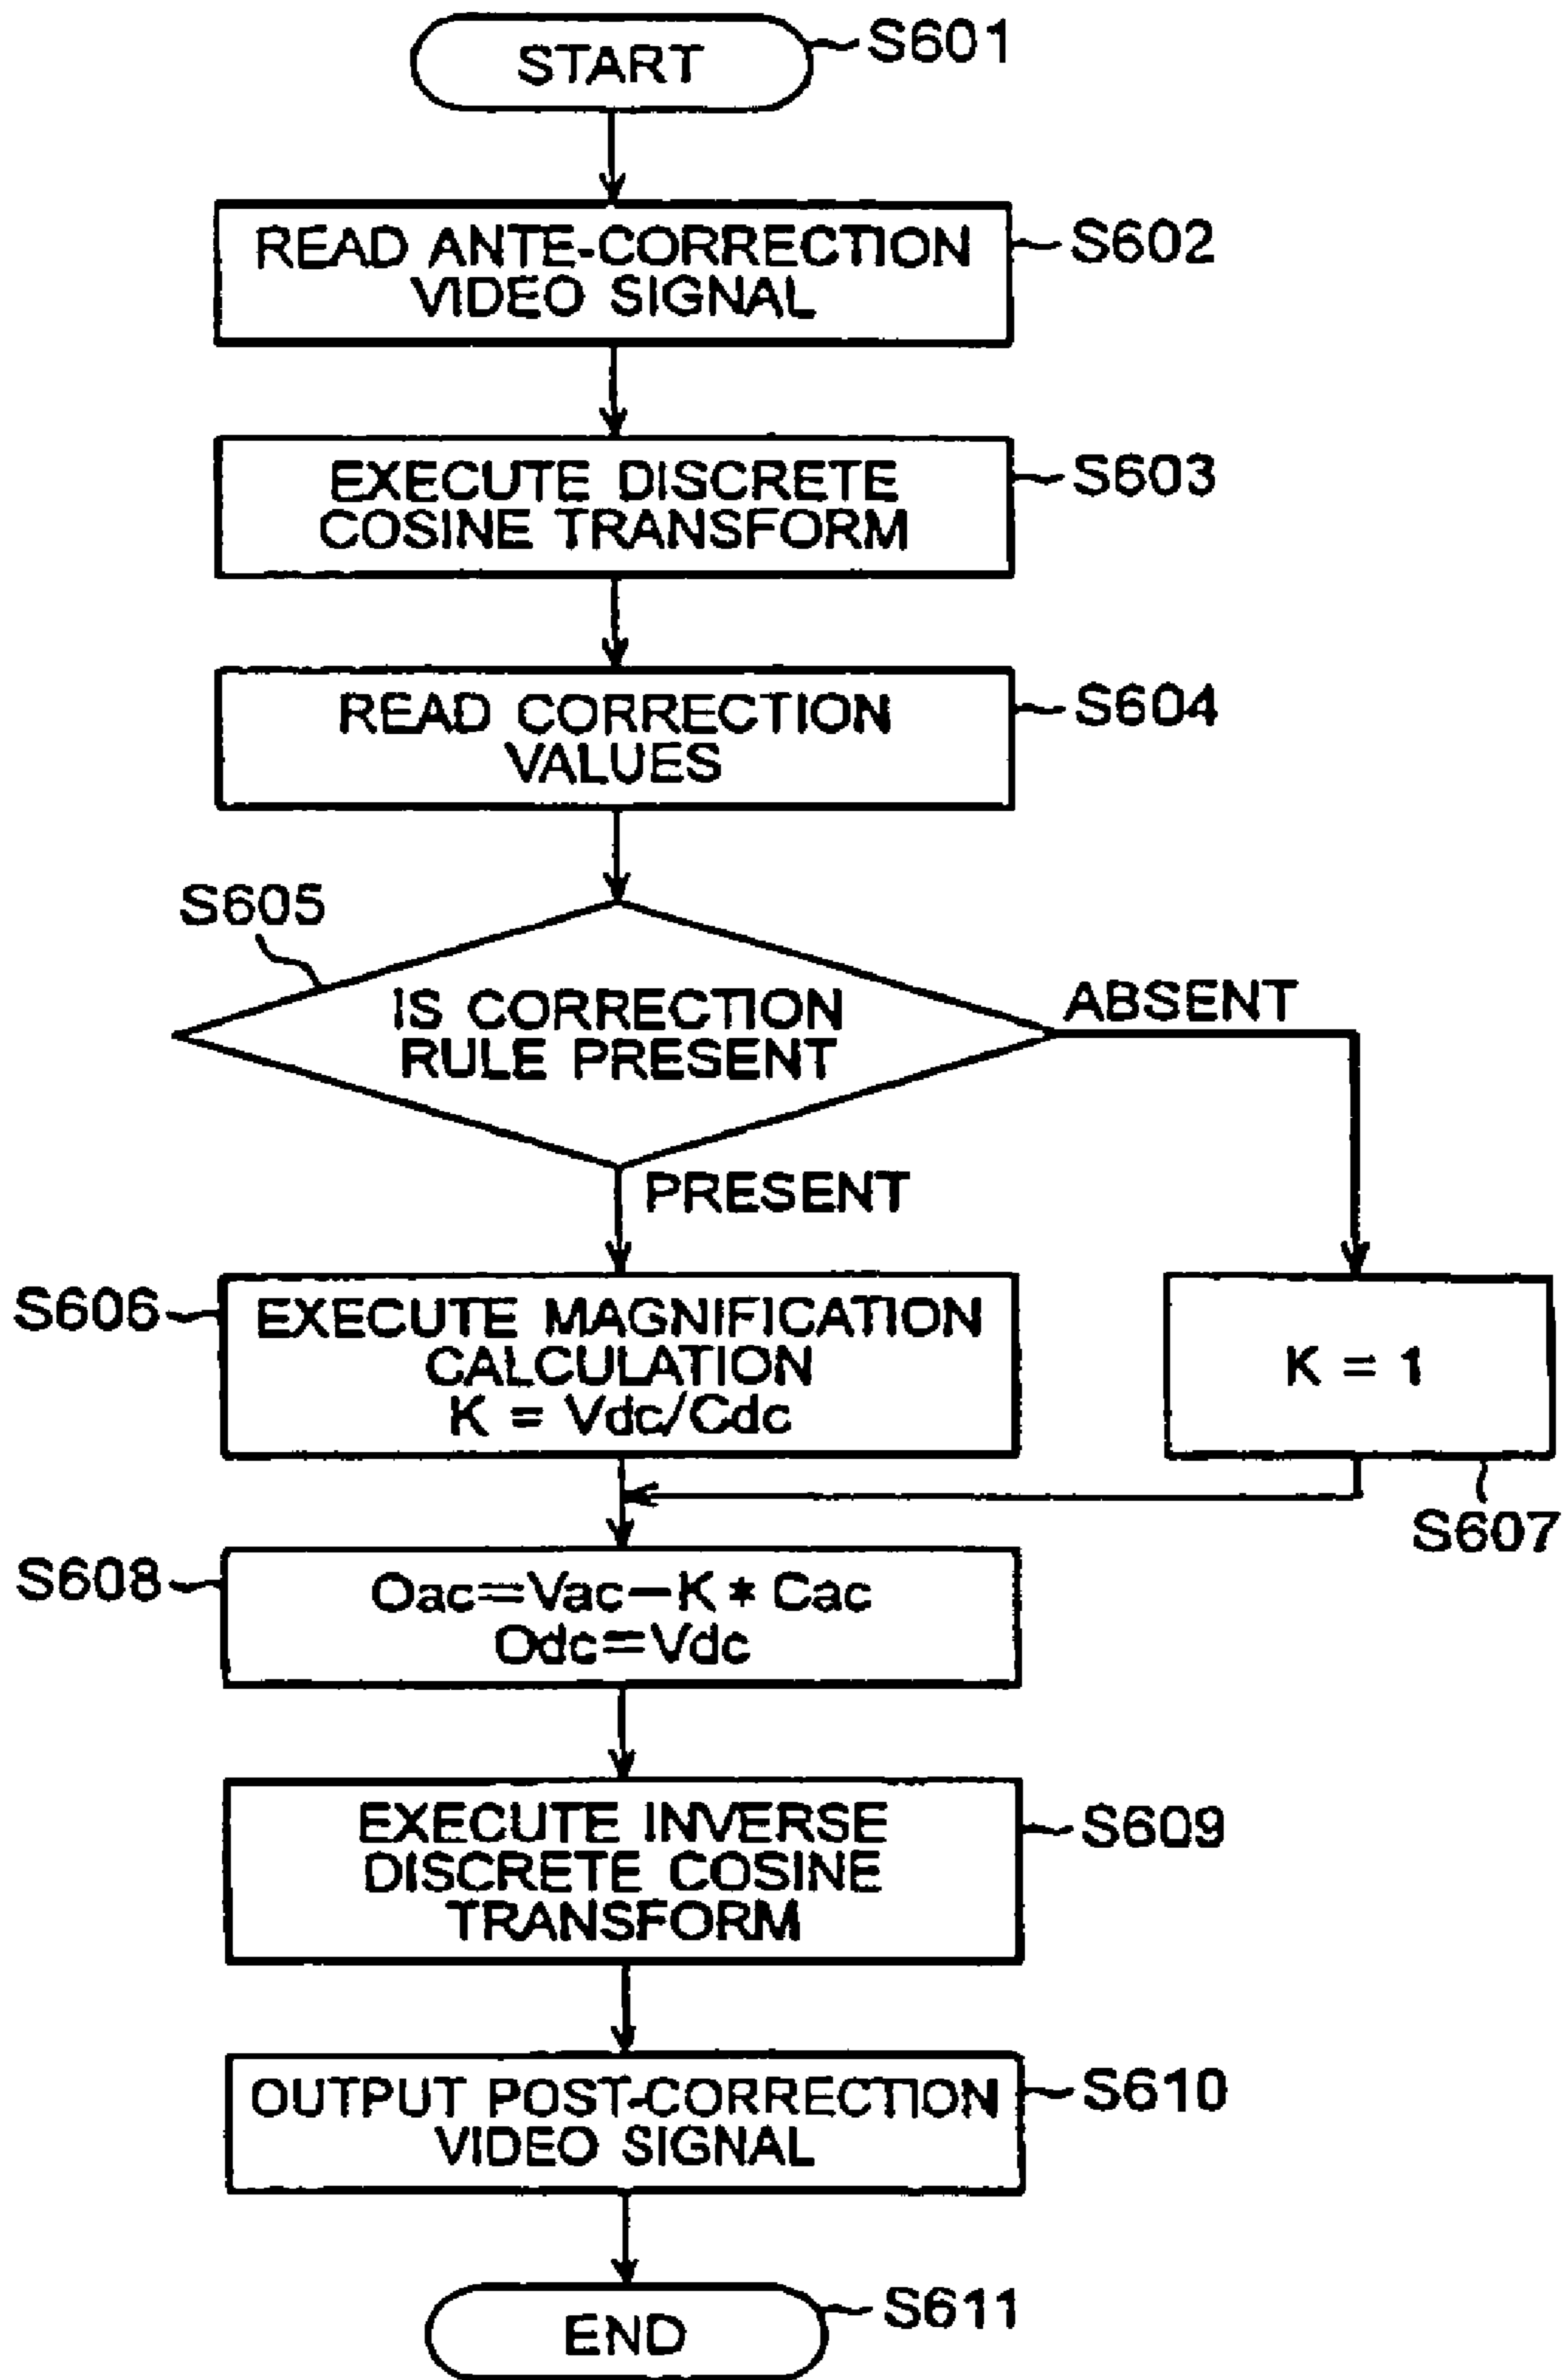 START
S601
READ ANTE-CORRECTION
VIDEO SIGNAL
S602
EXECUTE DISCRETE
COSINE TRANSFORM
S603
READ CORRECTION
VALUES
S604
S605
IS CORRECTION
RULE PRESENT
ABSENT
PRESENT
S606
EXECUTE MAGNIFICATION
CALCULATION
K = Vdc/Cdc
K = 1
S607
S608
Oac=Vac-K * Cac
Odc=Vdc
EXECUTE INVERSE
DISCRETE COSINE
TRANSFORM
S609
OUTPUT POST-CORRECTION
VIDEO SIGNAL
S610
END
S611